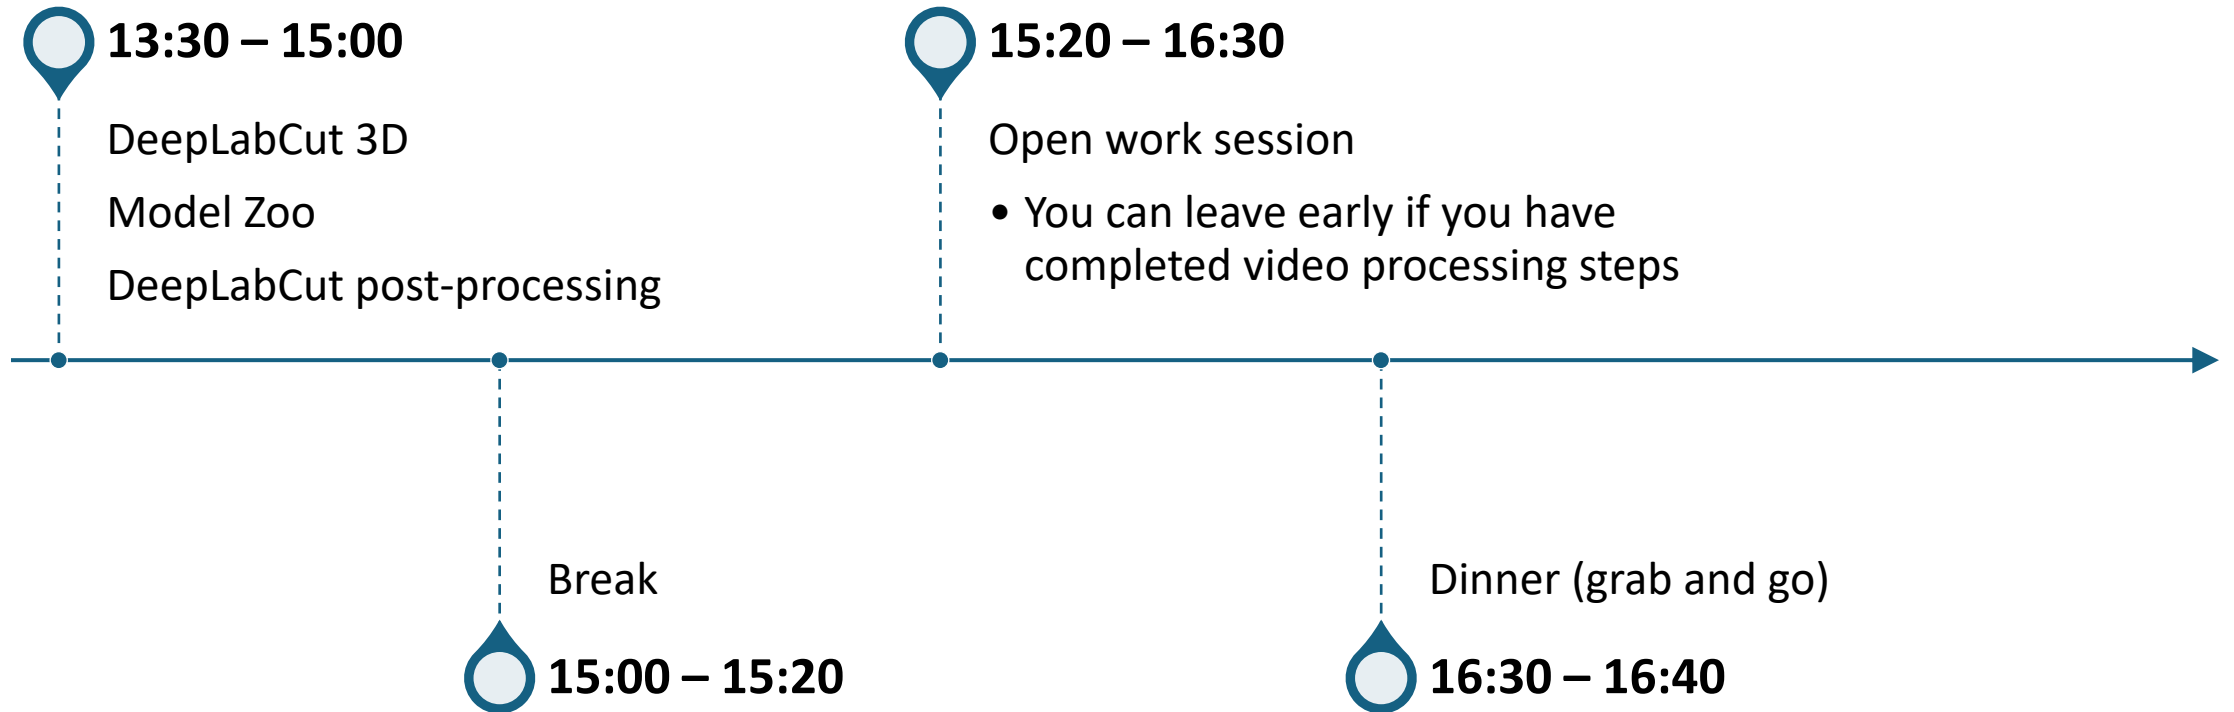 13:30 – 15:00
DeepLabCut 3D
Model Zoo
DeepLabCut post-processing
Break
15:00 – 15:20
15:20 – 16:30
Open work session
• You can leave early if you have
completed video processing steps
Dinner (grab and go)
16:30 – 16:40